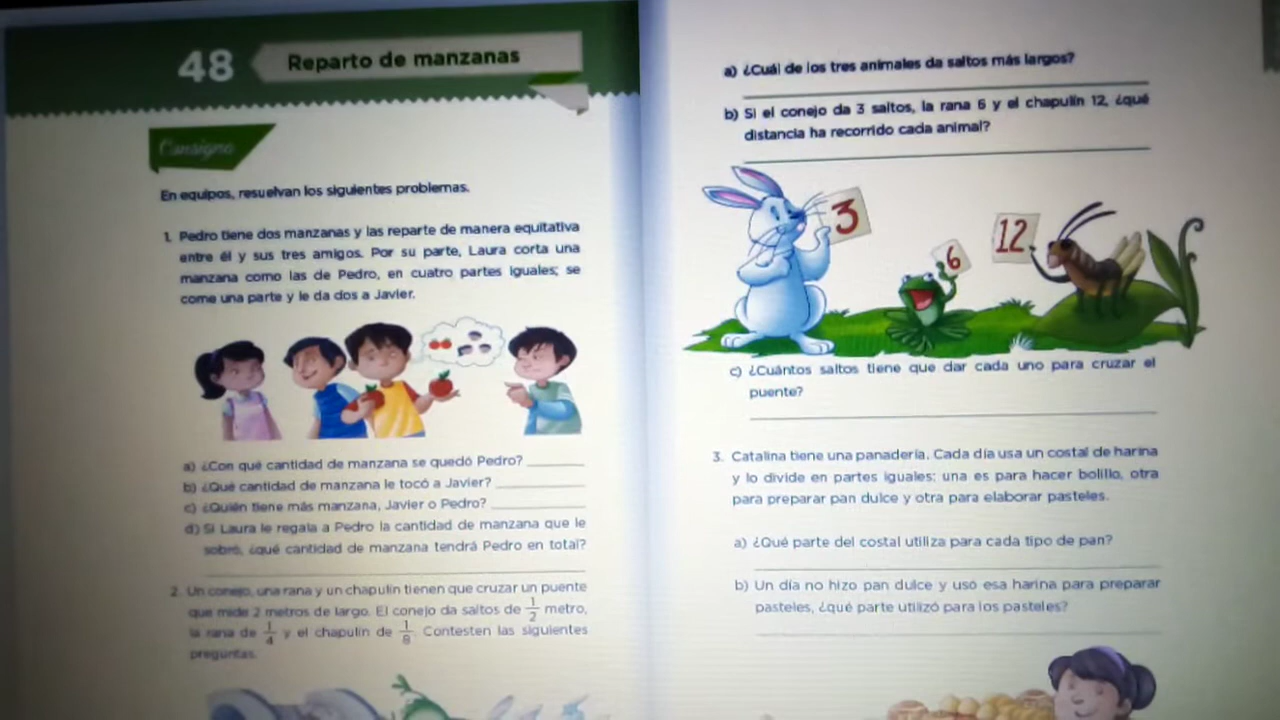 48
Reparto de manzanas
Consigna
En equipos, resuelvan los siguientes problemas.
1. Pedro tiene dos manzanas y las reparte de manera equitativa
entre él y sus tres amigos. Por su parte, Laura corta una
manzana como las de Pedro, en cuatro partes iguales; se
come una parte y le da dos a Javier.
a) ¿Con qué cantidad de manzana se quedó Pedro?
b) ¿Qué cantidad de manzana le tocó a Javier?
c) ¿Quién tiene más manzana, Javier o Pedro?
d) Si Laura le regala a Pedro la cantidad de manzana que le
sobró, ¿qué cantidad de manzana tendrá Pedro en total?
2. Un conejo, una rana y un chapulín tienen que cruzar un puente
que mide 2 metros de largo. El conejo da saltos de 1/2 metro,
la rana de 1/4 y el chapulín de 1/8. Contesten las siguientes
preguntas.
a) ¿Cuál de los tres animales da saltos más largos?
b) Si el conejo da 3 saltos, la rana 6 y el chapulín 12, ¿qué
distancia ha recorrido cada animal?
3
6
12
c) ¿Cuántos saltos tiene que dar cada uno para cruzar el
puente?
3. Catalina tiene una panadería. Cada día usa un costal de harina
y lo divide en partes iguales: una es para hacer bolillo, otra
para preparar pan dulce y otra para elaborar pasteles.
a) ¿Qué parte del costal utiliza para cada tipo de pan?
b) Un día no hizo pan dulce y usó esa harina para preparar
pasteles, ¿qué parte utilizó para los pasteles?